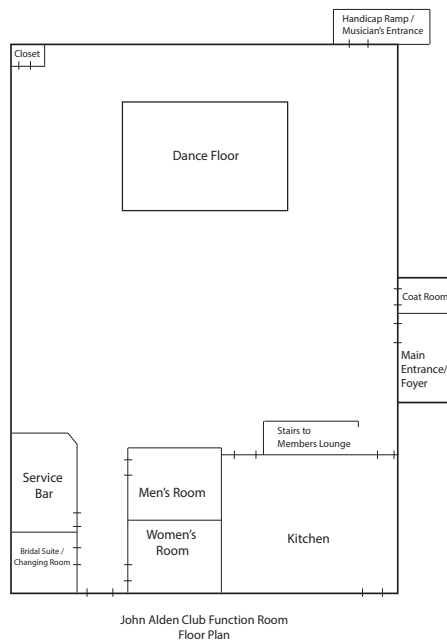 Handicap Ramp /
Musician's Entrance
Closet
Dance Floor
Coat Room
Main
Entrance/
Foyer
Stairs to
Members Lounge
Service
Bar
Men's Room
Women's
Room
Kitchen
Bridal Suite /
Changing Room
John Alden Club Function Room
Floor Plan